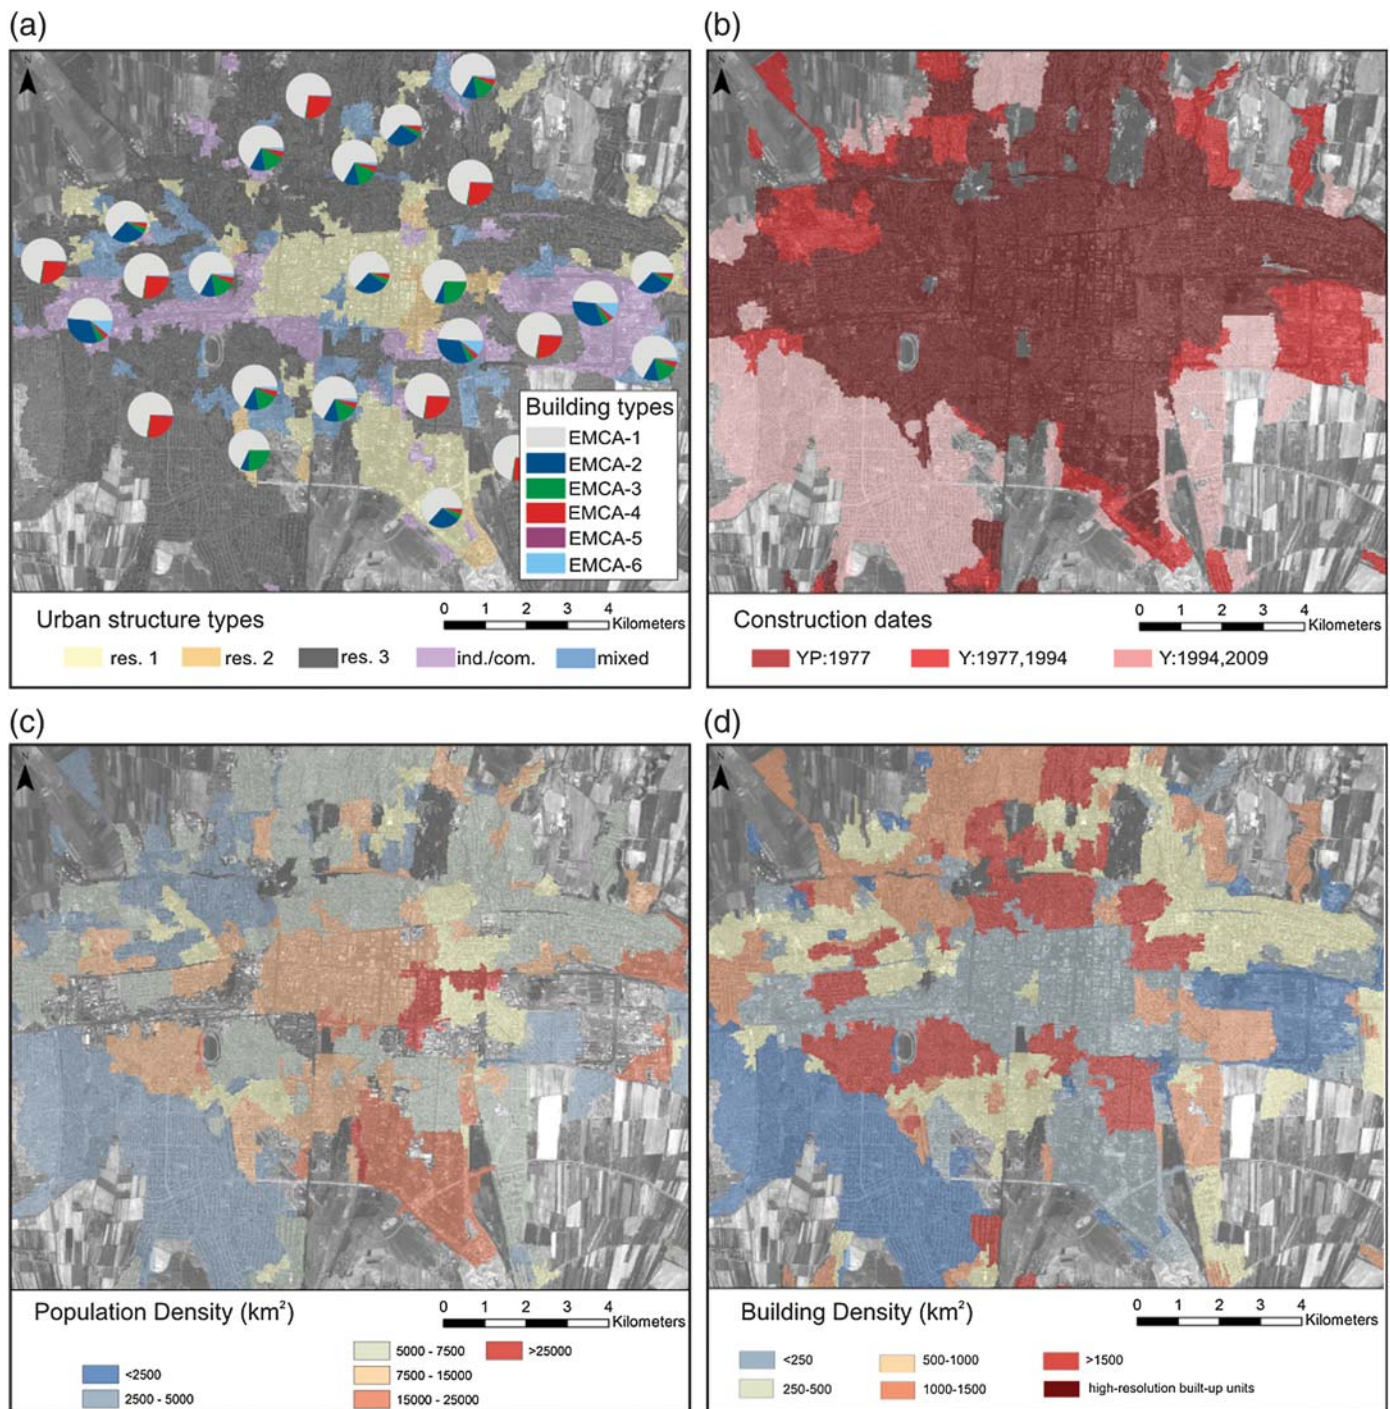 (a)
N
Building types
EMCA-1
EMCA-2
EMCA-3
EMCA-4
EMCA-5
EMCA-6
Urban structure types
0 1 2 3 4
Kilometers
res. 1 res. 2 res. 3 ind./com. mixed
(b)
N
Construction dates
0 1 2 3 4
Kilometers
YP:1977 Y:1977,1994 Y:1994,2009
(c)
N
Population Density (km²)
0 1 2 3 4
Kilometers
<2500
2500 - 5000
5000 - 7500
7500 - 15000
15000 - 25000
>25000
(d)
N
Building Density (km²)
0 1 2 3 4
Kilometers
<250
250-500
500-1000
1000-1500
>1500
high-resolution built-up units